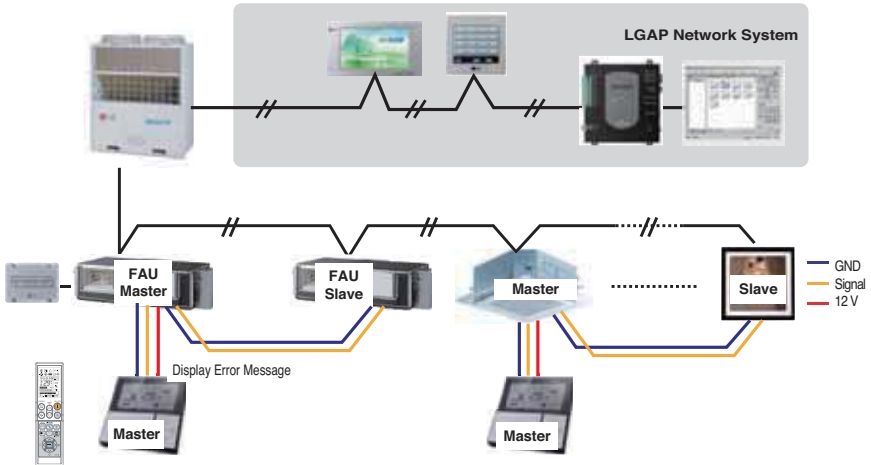 LGAP Network System
FAU
Master
FAU
Slave
Master
Slave
GND
Signal
12 V
Display Error Message
Master
Master